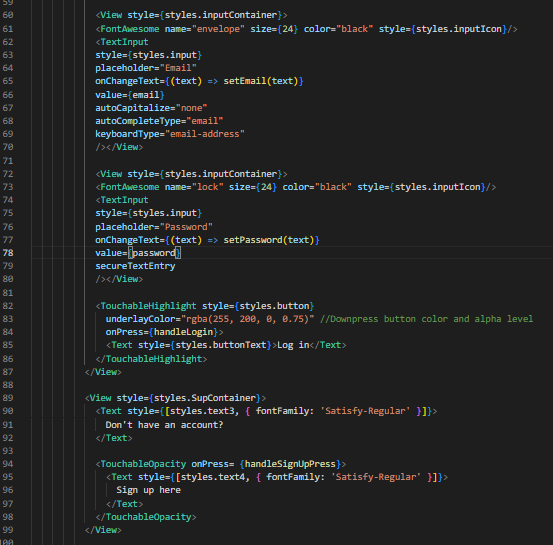 59
60 <View style={styles.inputContainer}>
61 <FontAwesome name="envelope" size={24} color="black" style={styles.inputIcon}/>
62 <TextInput
63 style={styles.input}
64 placeholder="Email"
65 onChangeText={(text) => setEmail(text)}
66 value={email}
67 autoCapitalize="none"
68 autoCompleteType="email"
69 keyboardType="email-address"
70 /></View>
71
72 <View style={styles.inputContainer}>
73 <FontAwesome name="lock" size={24} color="black" style={styles.inputIcon}/>
74 <TextInput
75 style={styles.input}
76 placeholder="Password"
77 onChangeText={(text) => setPassword(text)}
78 value={password}
79 secureTextEntry
80 /></View>
81
82 <TouchableHighlight style={styles.button}
83 underlayColor="rgba(255, 200, 0, 0.75)" //Downpress button color and alpha level
84 onPress={handleLogin}>
85 <Text style={styles.buttonText}>Log in</Text>
86 </TouchableHighlight>
87 </View>
88
89 <View style={styles.SupContainer}>
90 <Text style={[styles.text3, { fontFamily: 'Satisfy-Regular' }]}>
91 Don't have an account?
92 </Text>
93
94 <TouchableOpacity onPress= {handleSignUpPress}>
95 <Text style={[styles.text4, { fontFamily: 'Satisfy-Regular' }]}>
96 Sign up here
97 </Text>
98 </TouchableOpacity>
99 </View>
100